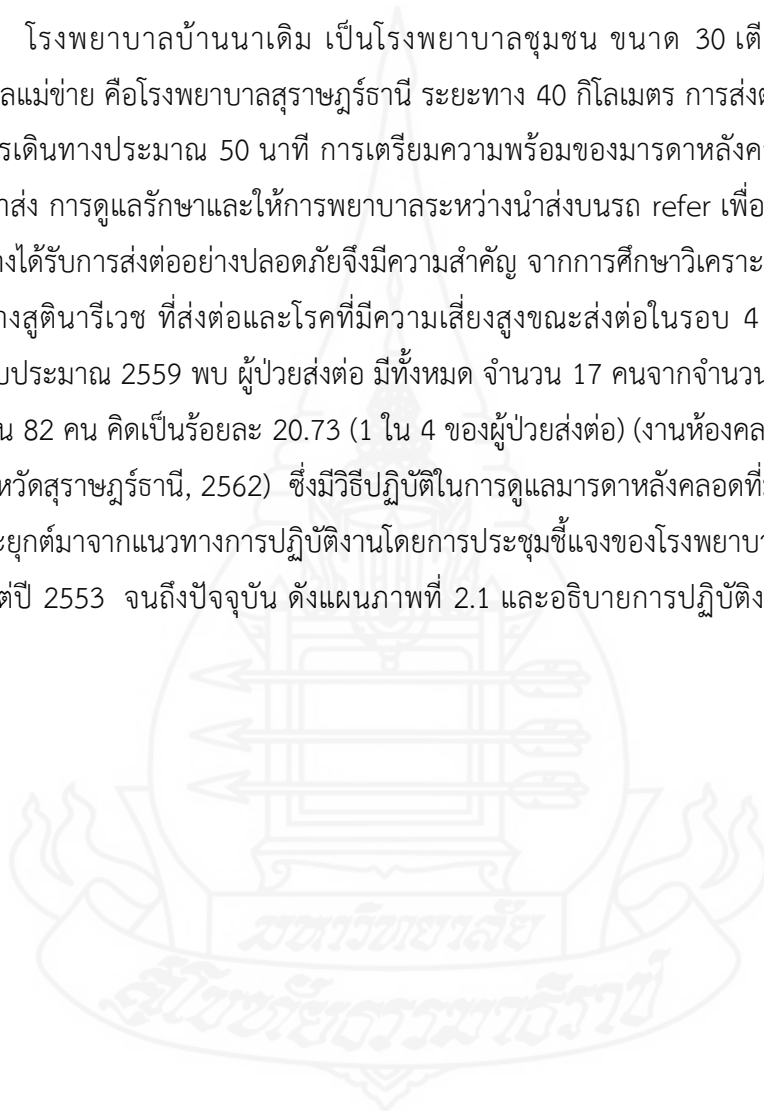 โรงพยาบาลบ้านนาเดิม เป็นโรงพยาบาลชุมชน ขนาด 30 เตี
ลแม่ข่าย คือโรงพยาบาลสุราษฎร์ธานี ระยะทาง 40 กิโลเมตร การส่งต
รเดินทางประมาณ 50 นาที การเตรียมความพร้อมของมารดาหลังค
าส่ง การดูแลรักษาและให้การพยาบาลระหว่างนำส่งบนรถ refer เพื่อ
างได้รับการส่งต่ออย่างปลอดภัยจึงมีความสำคัญ จากการศึกษาวิเคราะ
างสูตินารีเวช ที่ส่งต่อและโรคที่มีความเสี่ยงสูงขณะส่งต่อในรอบ 4
บประมาณ 2559 พบ ผู้ป่วยส่งต่อ มีทั้งหมด จำนวน 17 คนจากจำนวน
น 82 คน คิดเป็นร้อยละ 20.73 (1 ใน 4 ของผู้ป่วยส่งต่อ) (งานห้องคล
หวัดสุราษฎร์ธานี, 2562) ซึ่งมีวิธีปฏิบัติในการดูแลมารดาหลังคลอดที่
ะยุกต์มาจากแนวทางการปฏิบัติงานโดยการประชุมชี้แจงของโรงพยาบา
ต่ปี 2553 จนถึงปัจจุบัน ดังแผนภาพที่ 2.1 และอธิบายการปฏิบัติง
มหาวิทยาลัย
สุโขทัยธรรมาธิราช